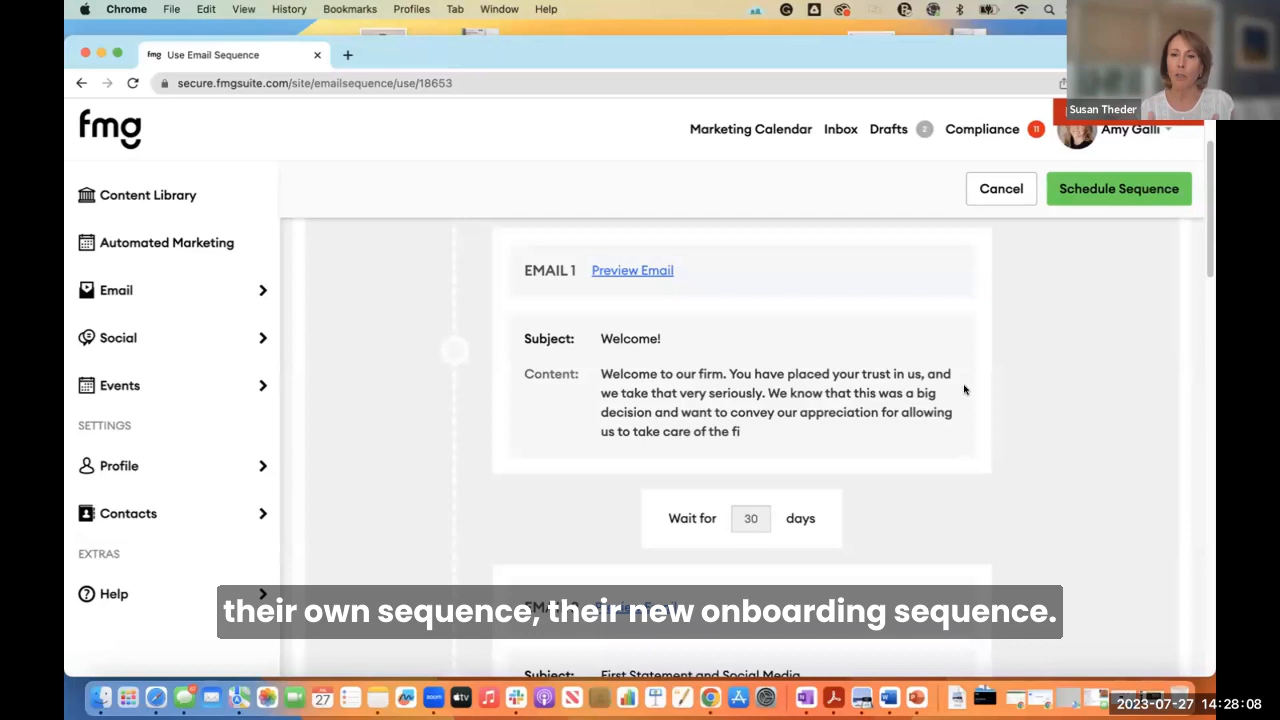 Chrome File Edit View History Bookmarks Profiles Tab Window Help
fmg Use Email Sequence
secure.fmgsuite.com/site/emailsequence/use/18653
Susan Theder
fmg
Marketing Calendar Inbox Drafts 2 Compliance 11 Amy Galli
Cancel Schedule Sequence
Content Library
Automated Marketing
Email
Social
Events
SETTINGS
Profile
Contacts
EXTRAS
Help
EMAIL 1 Preview Email
Subject: Welcome!
Content: Welcome to our firm. You have placed your trust in us, and
we take that very seriously. We know that this was a big
decision and want to convey our appreciation for allowing
us to take care of the fi
Wait for 30 days
their own sequence, their new onboarding sequence.
Subject: First Statement and Social Media
27
zoom
tv
2023-07-27 14:28:08